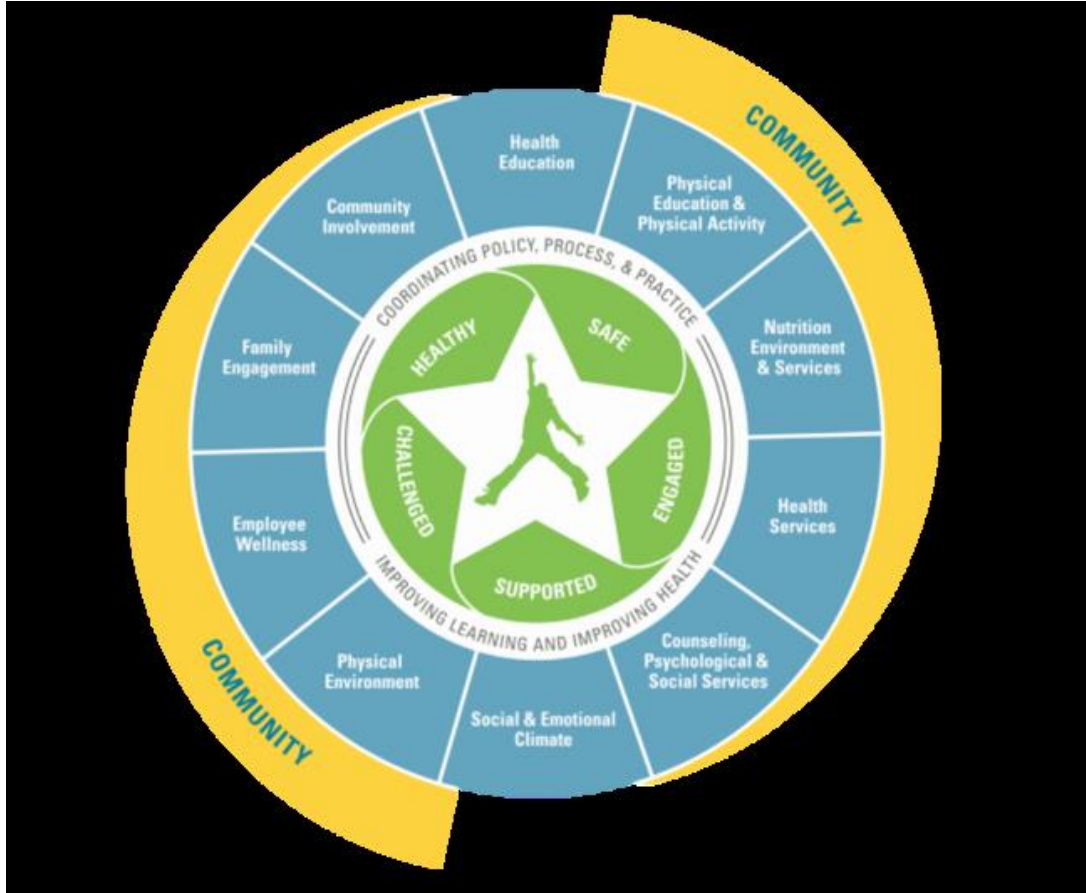 COMMUNITY
Health
Education
Physical
Education &
Physical Activity
Nutrition
Environment
& Services
Health
Services
Counseling,
Psychological &
Social Services
Social & Emotional
Climate
Physical
Environment
Employee
Wellness
Family
Engagement
Community
Involvement
COORDINATING POLICY, PROCESS, & PRACTICE
IMPROVING LEARNING AND IMPROVING HEALTH
HEALTHY
SAFE
ENGAGED
SUPPORTED
CHALLENGED
COMMUNITY